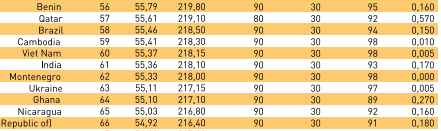 Benin 56 55,79 219,80 90 30 95 0,160
Qatar 57 55,61 219,10 80 30 92 0,570
Brazil 58 55,46 218,50 90 30 94 0,150
Cambodia 59 55,41 218,30 90 30 98 0,010
Viet Nam 60 55,37 218,15 90 30 98 0,005
India 61 55,36 218,10 90 30 93 0,170
Montenegro 62 55,33 218,00 90 30 98 0,000
Ukraine 63 55,11 217,15 90 30 97 0,005
Ghana 64 55,10 217,10 90 30 89 0,270
Nicaragua 65 55,03 216,80 90 30 92 0,160
Republic of) 66 54,92 216,40 90 30 91 0,180